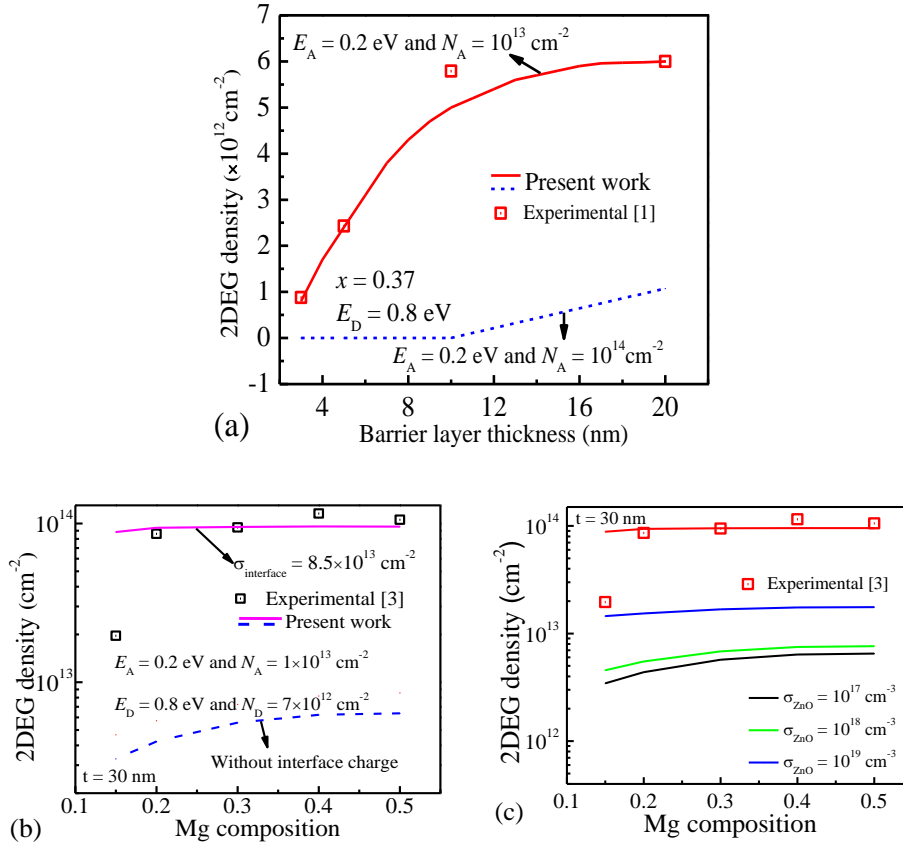 E_A = 0.2 eV and N_A = 10^13 cm^-2
2DEG density (×10^12 cm^-2)
7
6
5
4
3
2
1
0
-1
Present work
Experimental [1]
x = 0.37
E_D = 0.8 eV
E_A = 0.2 eV and N_A = 10^14 cm^-2
4 8 12 16 20
(a)
Barrier layer thickness (nm)
2DEG density (cm^-2)
10^14
10^13
σ_interface = 8.5×10^13 cm^-2
Experimental [3]
Present work
E_A = 0.2 eV and N_A = 1×10^13 cm^-2
E_D = 0.8 eV and N_D = 7×10^12 cm^-2
Without interface charge
t = 30 nm
0.1 0.2 0.3 0.4 0.5
(b)
Mg composition
2DEG density (cm^-2)
t = 30 nm
10^14
10^13
10^12
Experimental [3]
σ_ZnO = 10^17 cm^-3
σ_ZnO = 10^18 cm^-3
σ_ZnO = 10^19 cm^-3
0.1 0.2 0.3 0.4 0.5
(c)
Mg composition